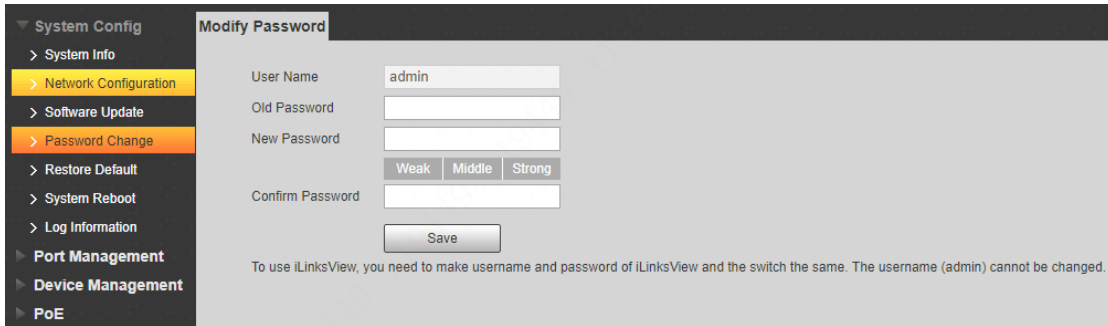 System Config
System Info
Network Configuration
Software Update
Password Change
Restore Default
System Reboot
Log Information
Port Management
Device Management
PoE
Modify Password
User Name admin
Old Password
New Password
Weak Middle Strong
Confirm Password
Save
To use iLinksView, you need to make username and password of iLinksView and the switch the same. The username (admin) cannot be changed.